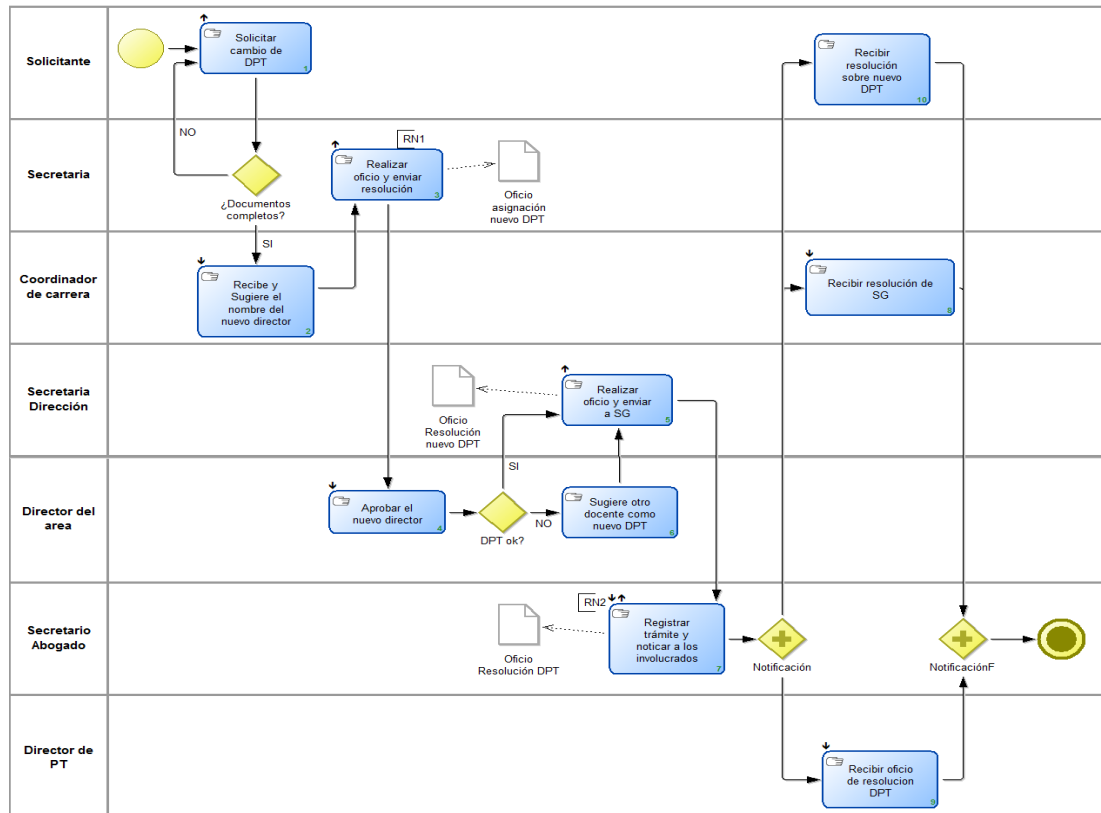 Solicitante
Solicitar
cambio de
DPT
1
Recibir
resolución
sobre nuevo
DPT
10
NO
Secretaria
¿Documentos
completos?
SI
RN1
Realizar
oficio y enviar
resolución
3
Oficio
asignación
nuevo DPT
Coordinador
de carrera
Recibe y
Sugiere el
nombre del
nuevo director
2
Recibir resolución de
SG
8
Secretaria
Dirección
Oficio
Resolución
nuevo DPT
Realizar
oficio y enviar
a SG
5
SI
Director del
area
Aprobar el
nuevo director
4
DPT ok?
NO
Sugiere otro
docente como
nuevo DPT
6
Secretario
Abogado
Oficio
Resolución DPT
RN2
Registrar
trámite y
noticar a los
involucrados
7
Notificación
NotificaciónF
Director de
PT
Recibir oficio
de resolucion
DPT
9